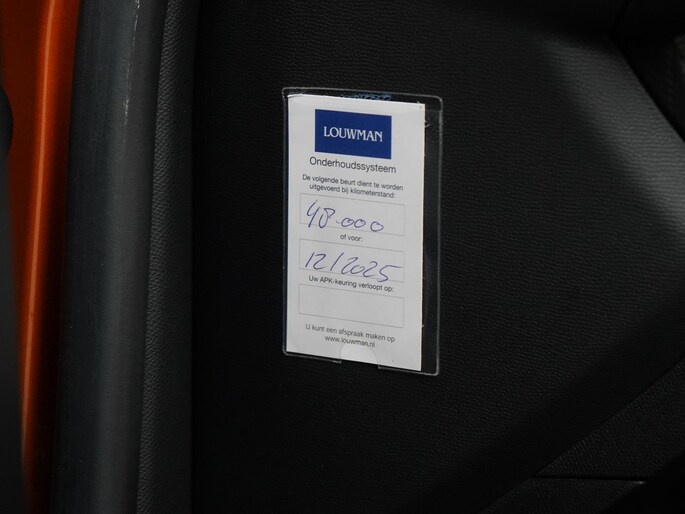 LOUWMAN
Onderhoudssysteem
De volgende beurt dient te worden
uitgevoerd bij kilometerstand:
48.000
of voor:
12/2025
Uw APK-keuring verloopt op:
U kunt een afspraak maken op
www.louwman.nl